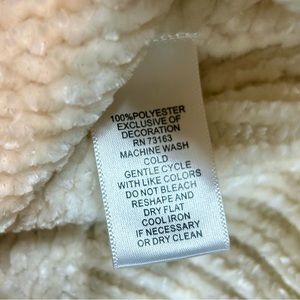 100%POLYESTER
EXCLUSIVE OF
DECORATION
RN 73163
MACHINE WASH
COLD
GENTLE CYCLE
WITH LIKE COLORS
DO NOT BLEACH
RESHAPE AND
DRY FLAT
COOL IRON
IF NECESSARY
OR DRY CLEAN